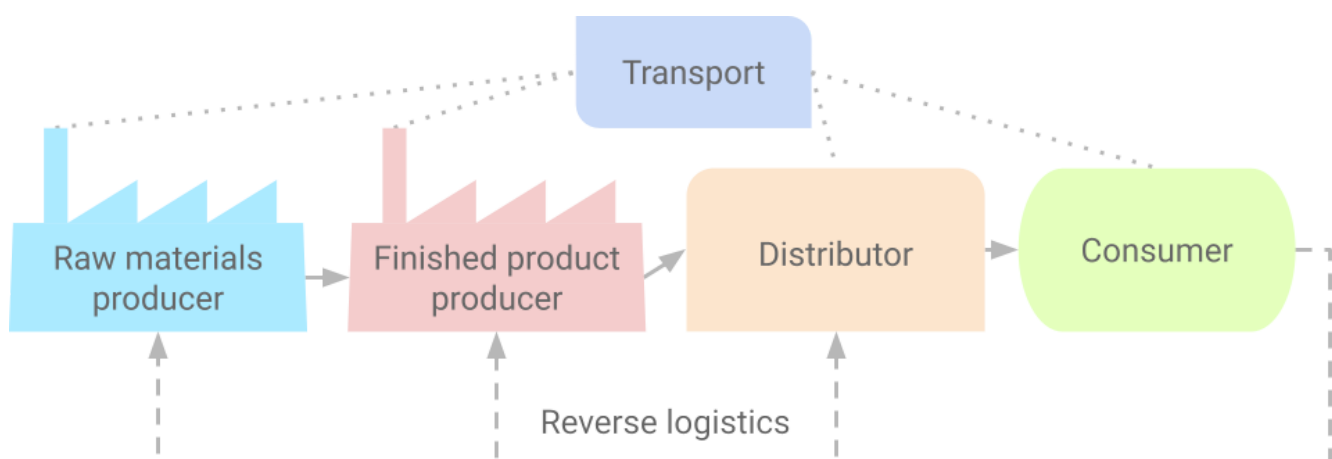 Transport
Raw materials
producer
Finished product
producer
Distributor
Consumer
Reverse logistics